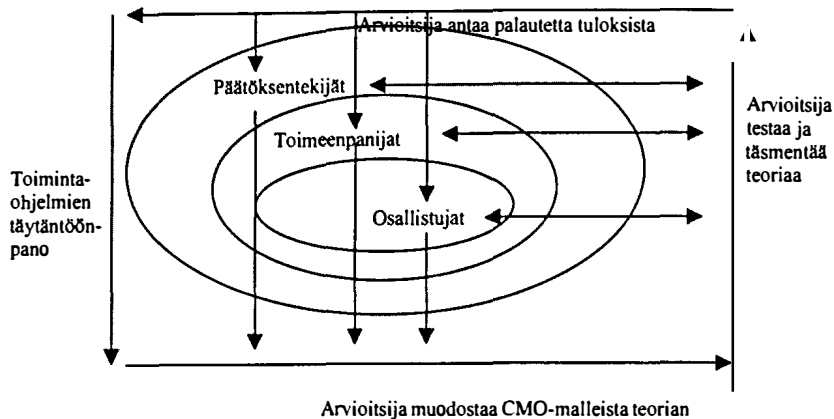 Arvioitsija antaa palautetta tuloksista
Päätöksentekijät
Toimeenpanijat
Osallistujat
Toiminta-
ohjelmien
täytäntöön-
pano
Arvioitsija
testaa ja
täsmentää
teoriaa
Arvioitsija muodostaa CMO-malleista teorian